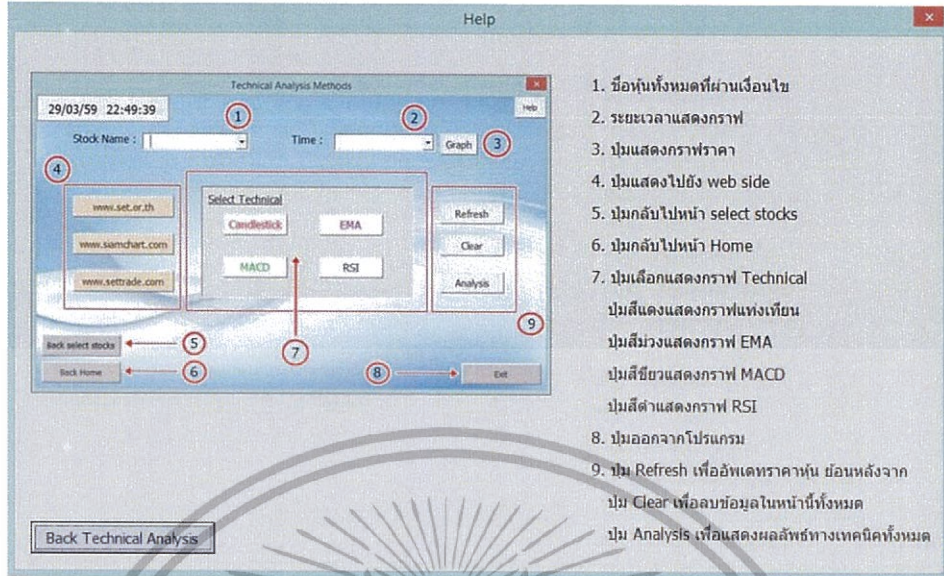 Help
Technical Analysis Methods
29/03/59 22:49:39
Help
1
2
Stock Name :
Time :
Graph
3
4
www.set.or.th
www.siamchart.com
www.settrade.com
Select Technical
Candlestick
EMA
MACD
RSI
Refresh
Clear
Analysis
9
Back select stocks
5
7
Back Home
6
8
Exit
Back Technical Analysis
1. ชื่อหุ้นทั้งหมดที่ผ่านเงื่อนไข
2. ระยะเวลาแสดงกราฟ
3. ปุ่มแสดงกราฟราคา
4. ปุ่มแสดงไปยัง web side
5. ปุ่มกลับไปหน้า select stocks
6. ปุ่มกลับไปหน้า Home
7. ปุ่มเลือกแสดงกราฟ Technical
ปุ่มสีแดงแสดงกราฟแท่งเทียน
ปุ่มสีม่วงแสดงกราฟ EMA
ปุ่มสีเขียวแสดงกราฟ MACD
ปุ่มสีดำแสดงกราฟ RSI
8. ปุ่มออกจากโปรแกรม
9. ปุ่ม Refresh เพื่ออัพเดทราคาหุ้น ย้อนหลังจาก
ปุ่ม Clear เพื่อลบข้อมูลในหน้านี้ทั้งหมด
ปุ่ม Analysis เพื่อแสดงผลลัพธ์ทางเทคนิคทั้งหมด